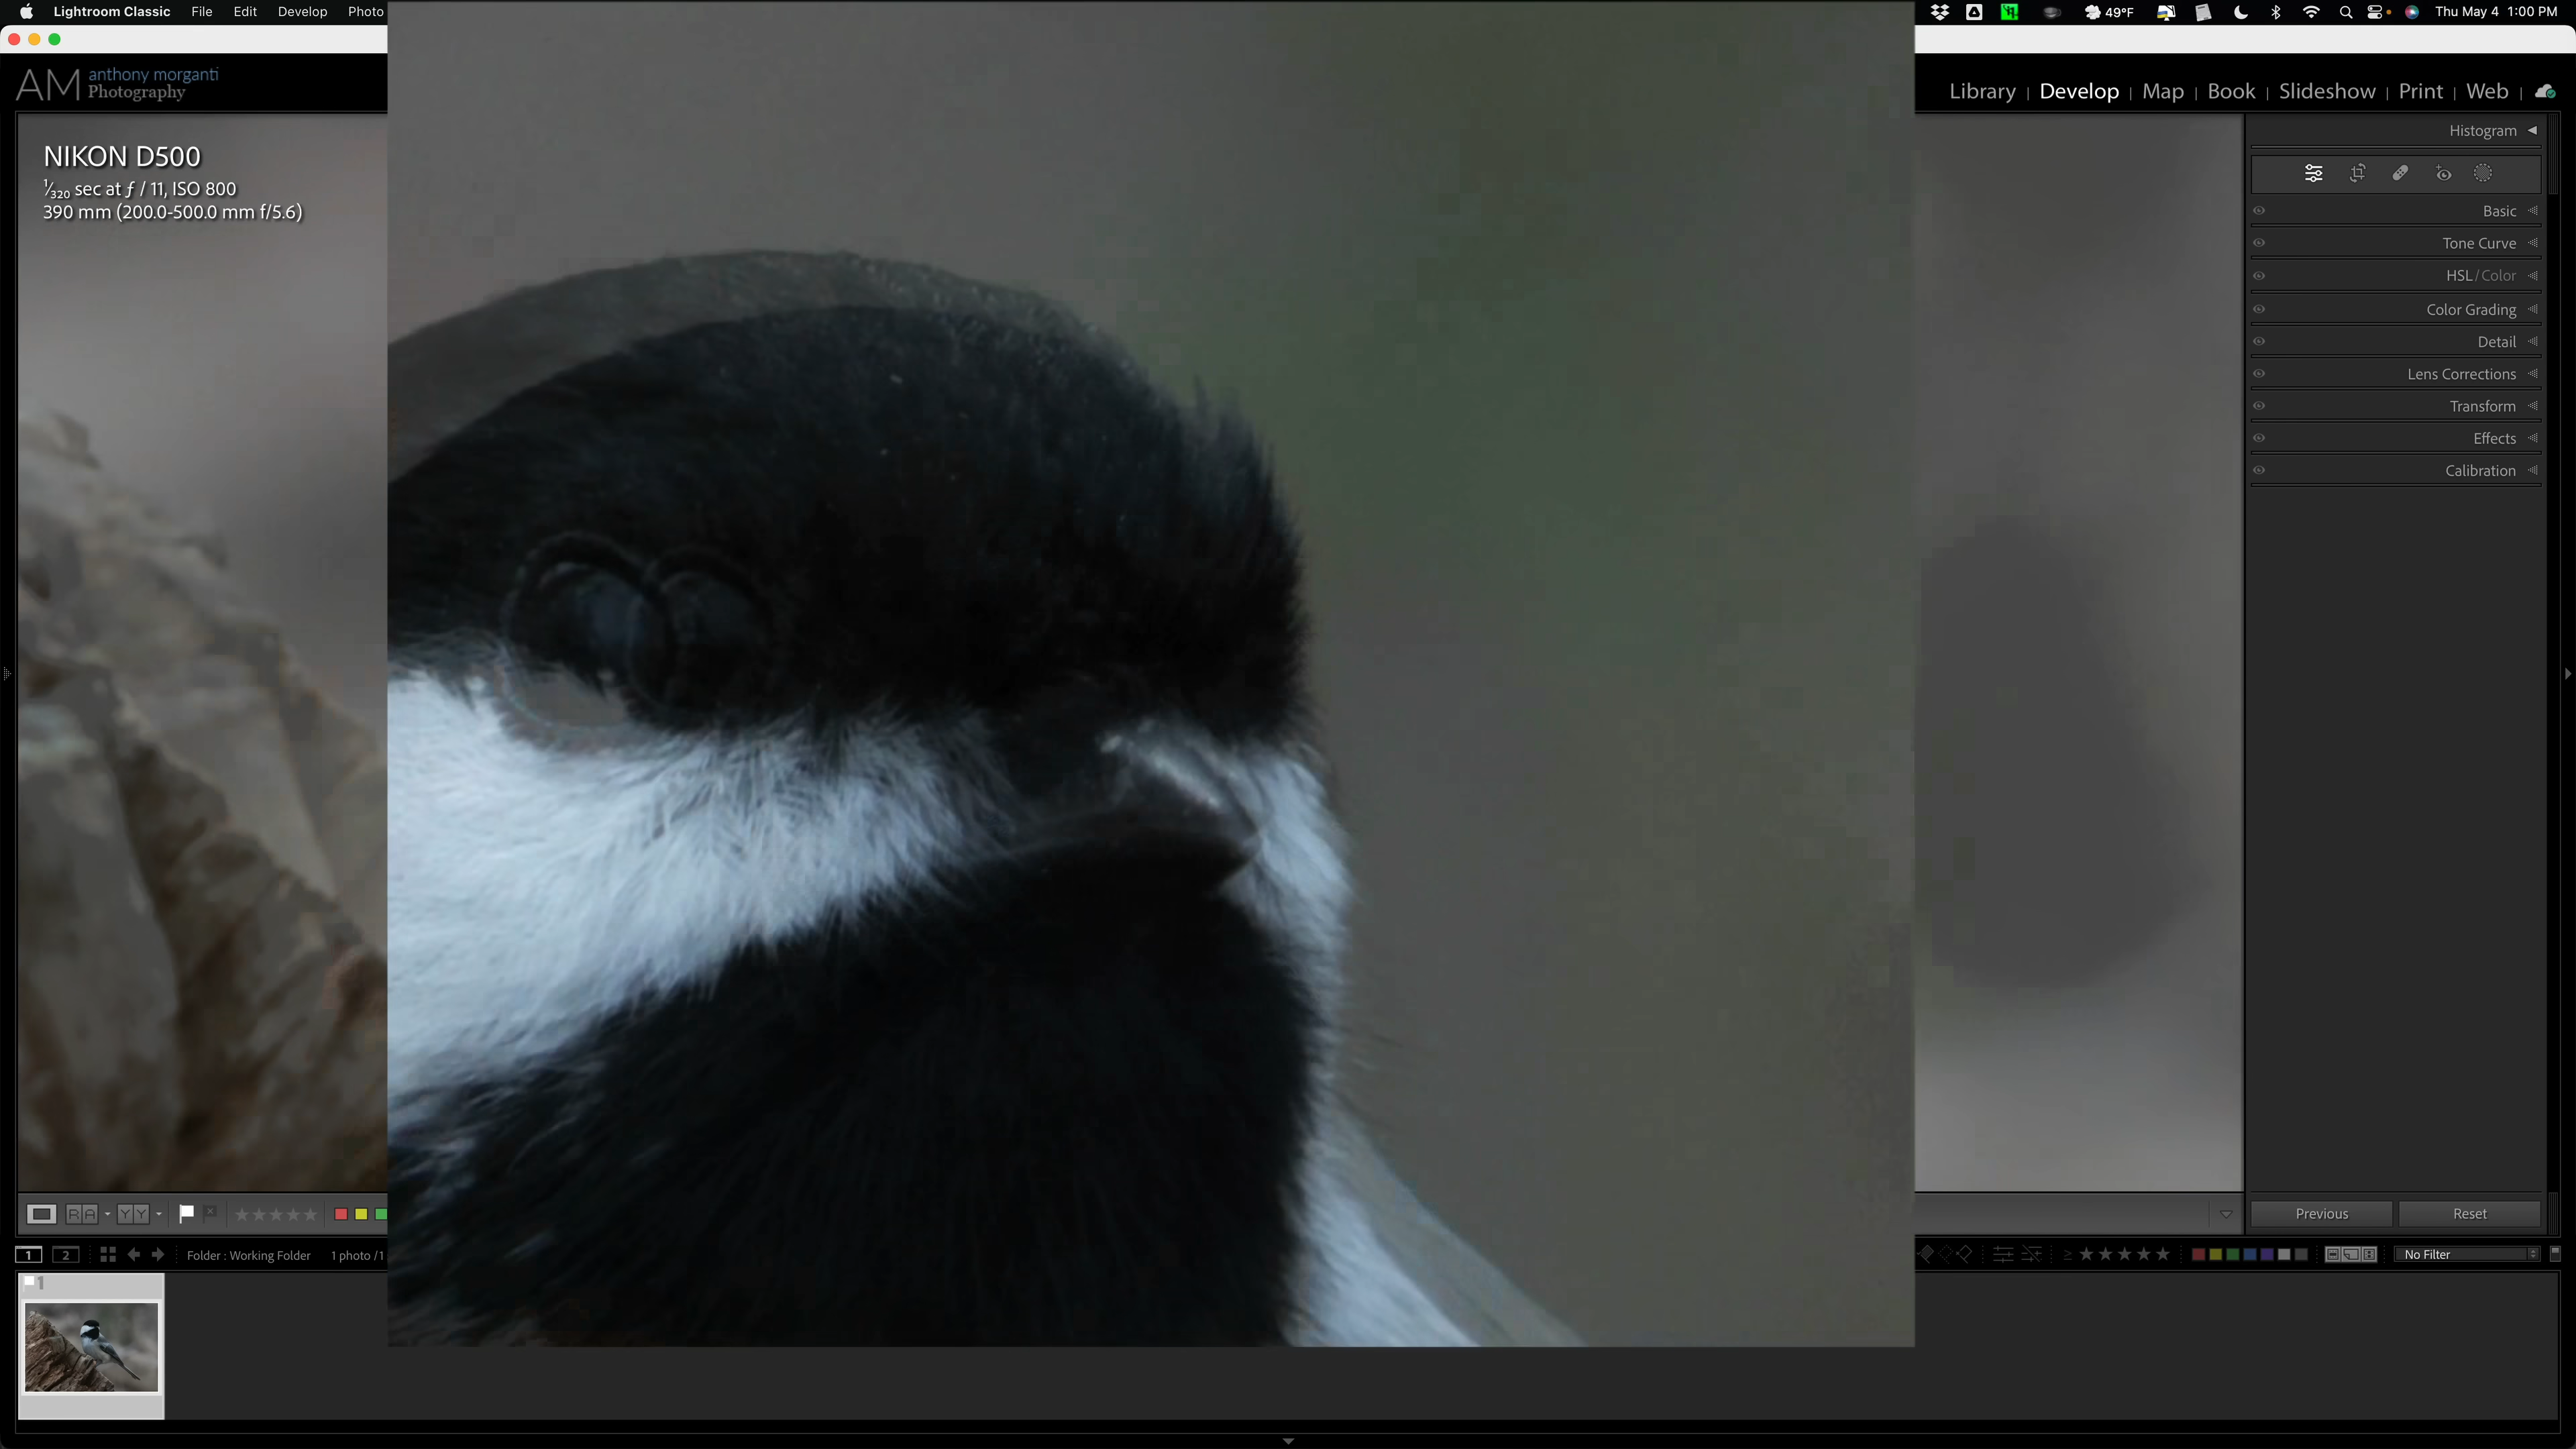 Lightroom Classic File Edit Develop Photo
49°F Thu May 4 1:00 PM
AM anthony morganti
Photography
Library | Develop | Map | Book | Slideshow | Print | Web |
NIKON D500
1/320 sec at ƒ / 11, ISO 800
390 mm (200.0-500.0 mm f/5.6)
Histogram
Basic
Tone Curve
HSL / Color
Color Grading
Detail
Lens Corrections
Transform
Effects
Calibration
R A Y Y
Previous Reset
1 2 Folder : Working Folder 1 photo / 1
No Filter
1